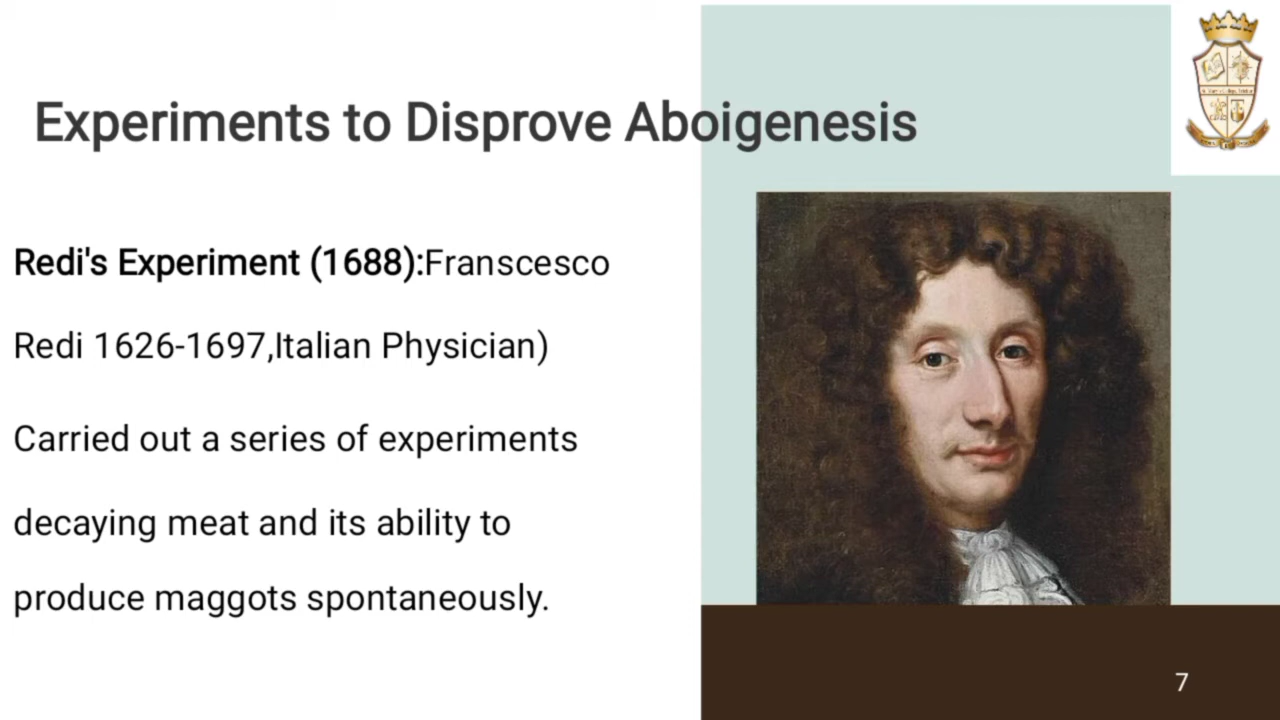 Experiments to Disprove Aboigenesis
Redi's Experiment (1688):Franscesco
Redi 1626-1697,Italian Physician)
Carried out a series of experiments
decaying meat and its ability to
produce maggots spontaneously.
7